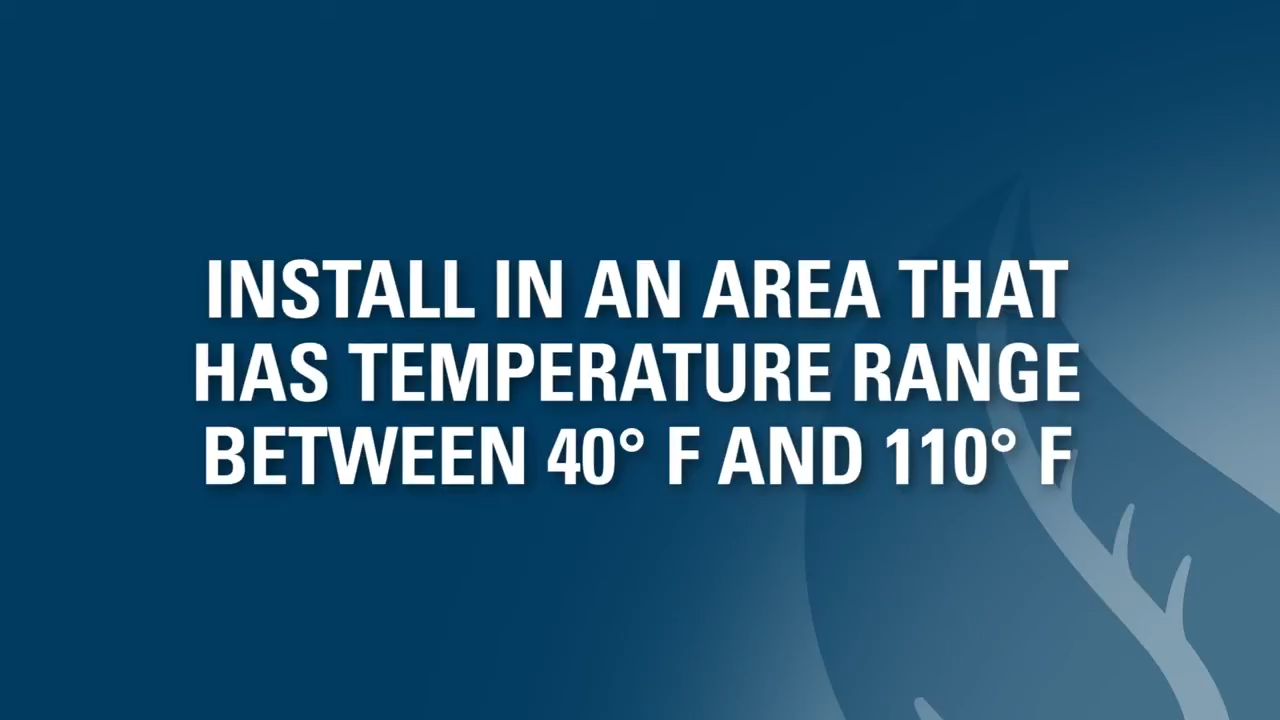 INSTALL IN AN AREA THAT
HAS TEMPERATURE RANGE
BETWEEN 40° F AND 110° F